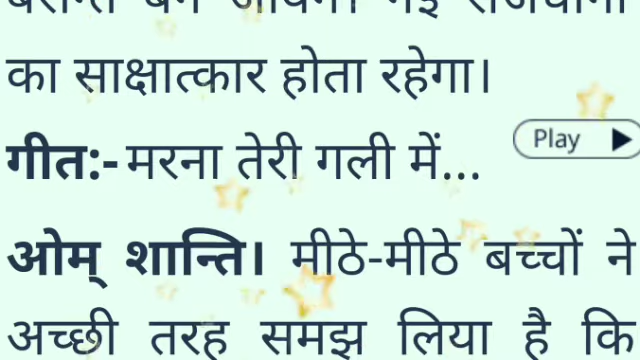 का साक्षात्कार होता रहेगा।
गीत:- मरना तेरी गली में...
Play
ओम् शान्ति। मीठे-मीठे बच्चों ने
अच्छी तरह समझ लिया है कि